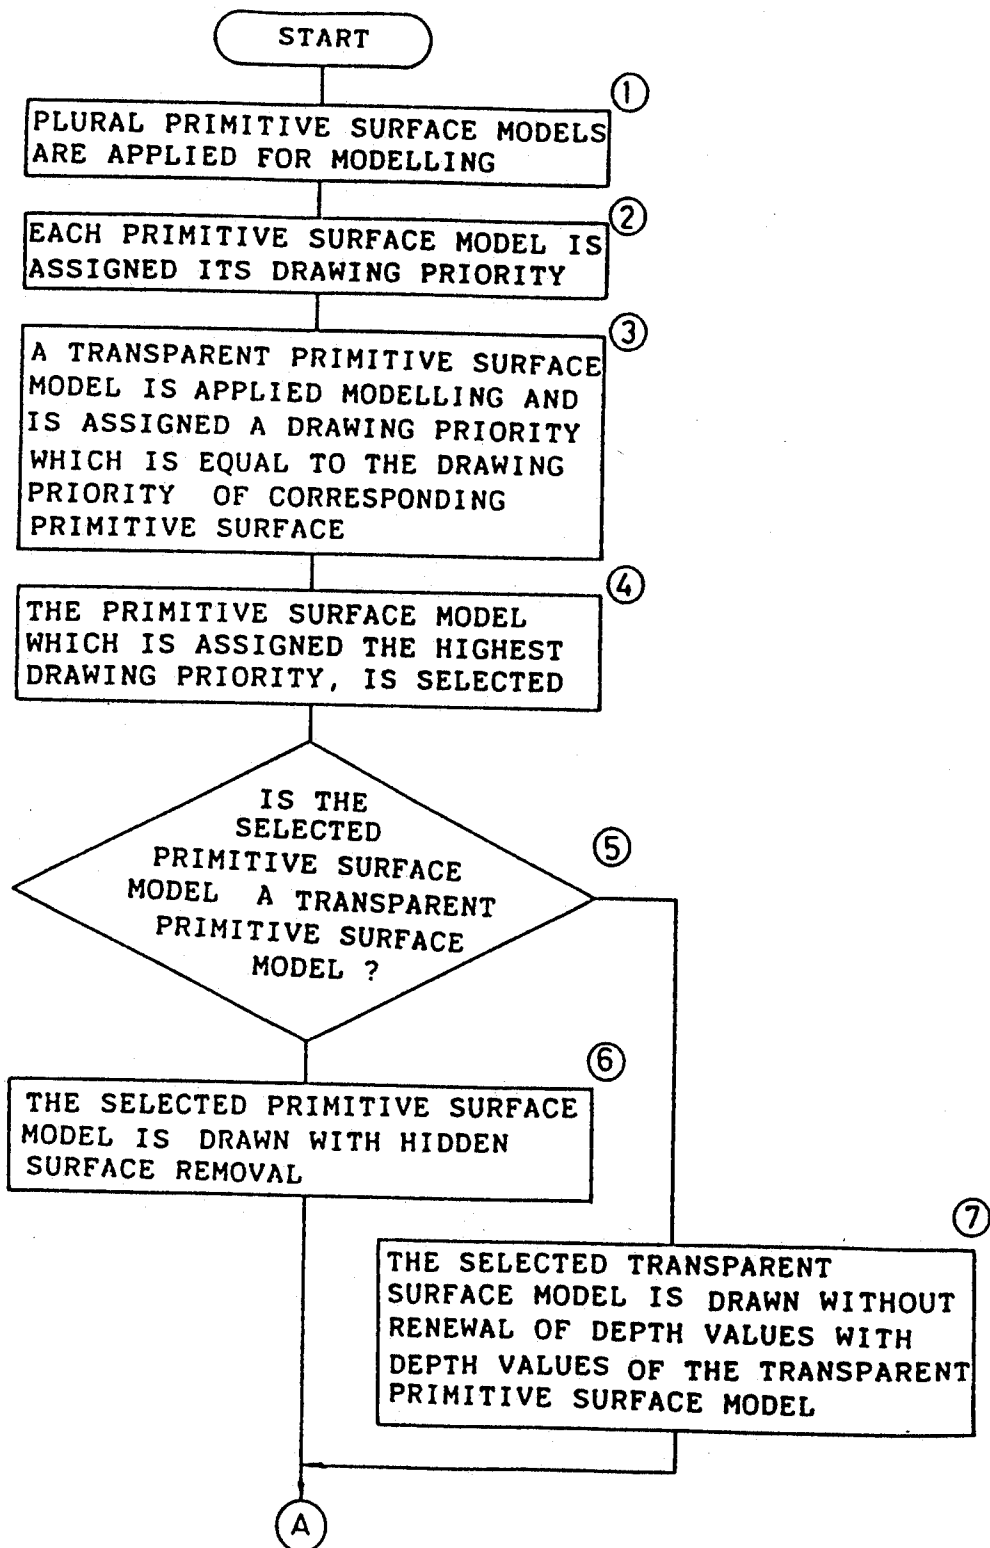 START
①
PLURAL PRIMITIVE SURFACE MODELS
ARE APPLIED FOR MODELLING
②
EACH PRIMITIVE SURFACE MODEL IS
ASSIGNED ITS DRAWING PRIORITY
③
A TRANSPARENT PRIMITIVE SURFACE
MODEL IS APPLIED MODELLING AND
IS ASSIGNED A DRAWING PRIORITY
WHICH IS EQUAL TO THE DRAWING
PRIORITY OF CORRESPONDING
PRIMITIVE SURFACE
④
THE PRIMITIVE SURFACE MODEL
WHICH IS ASSIGNED THE HIGHEST
DRAWING PRIORITY, IS SELECTED
⑤
IS THE
SELECTED
PRIMITIVE SURFACE
MODEL A TRANSPARENT
PRIMITIVE SURFACE
MODEL ?
⑥
THE SELECTED PRIMITIVE SURFACE
MODEL IS DRAWN WITH HIDDEN
SURFACE REMOVAL
⑦
THE SELECTED TRANSPARENT
SURFACE MODEL IS DRAWN WITHOUT
RENEWAL OF DEPTH VALUES WITH
DEPTH VALUES OF THE TRANSPARENT
PRIMITIVE SURFACE MODEL
A